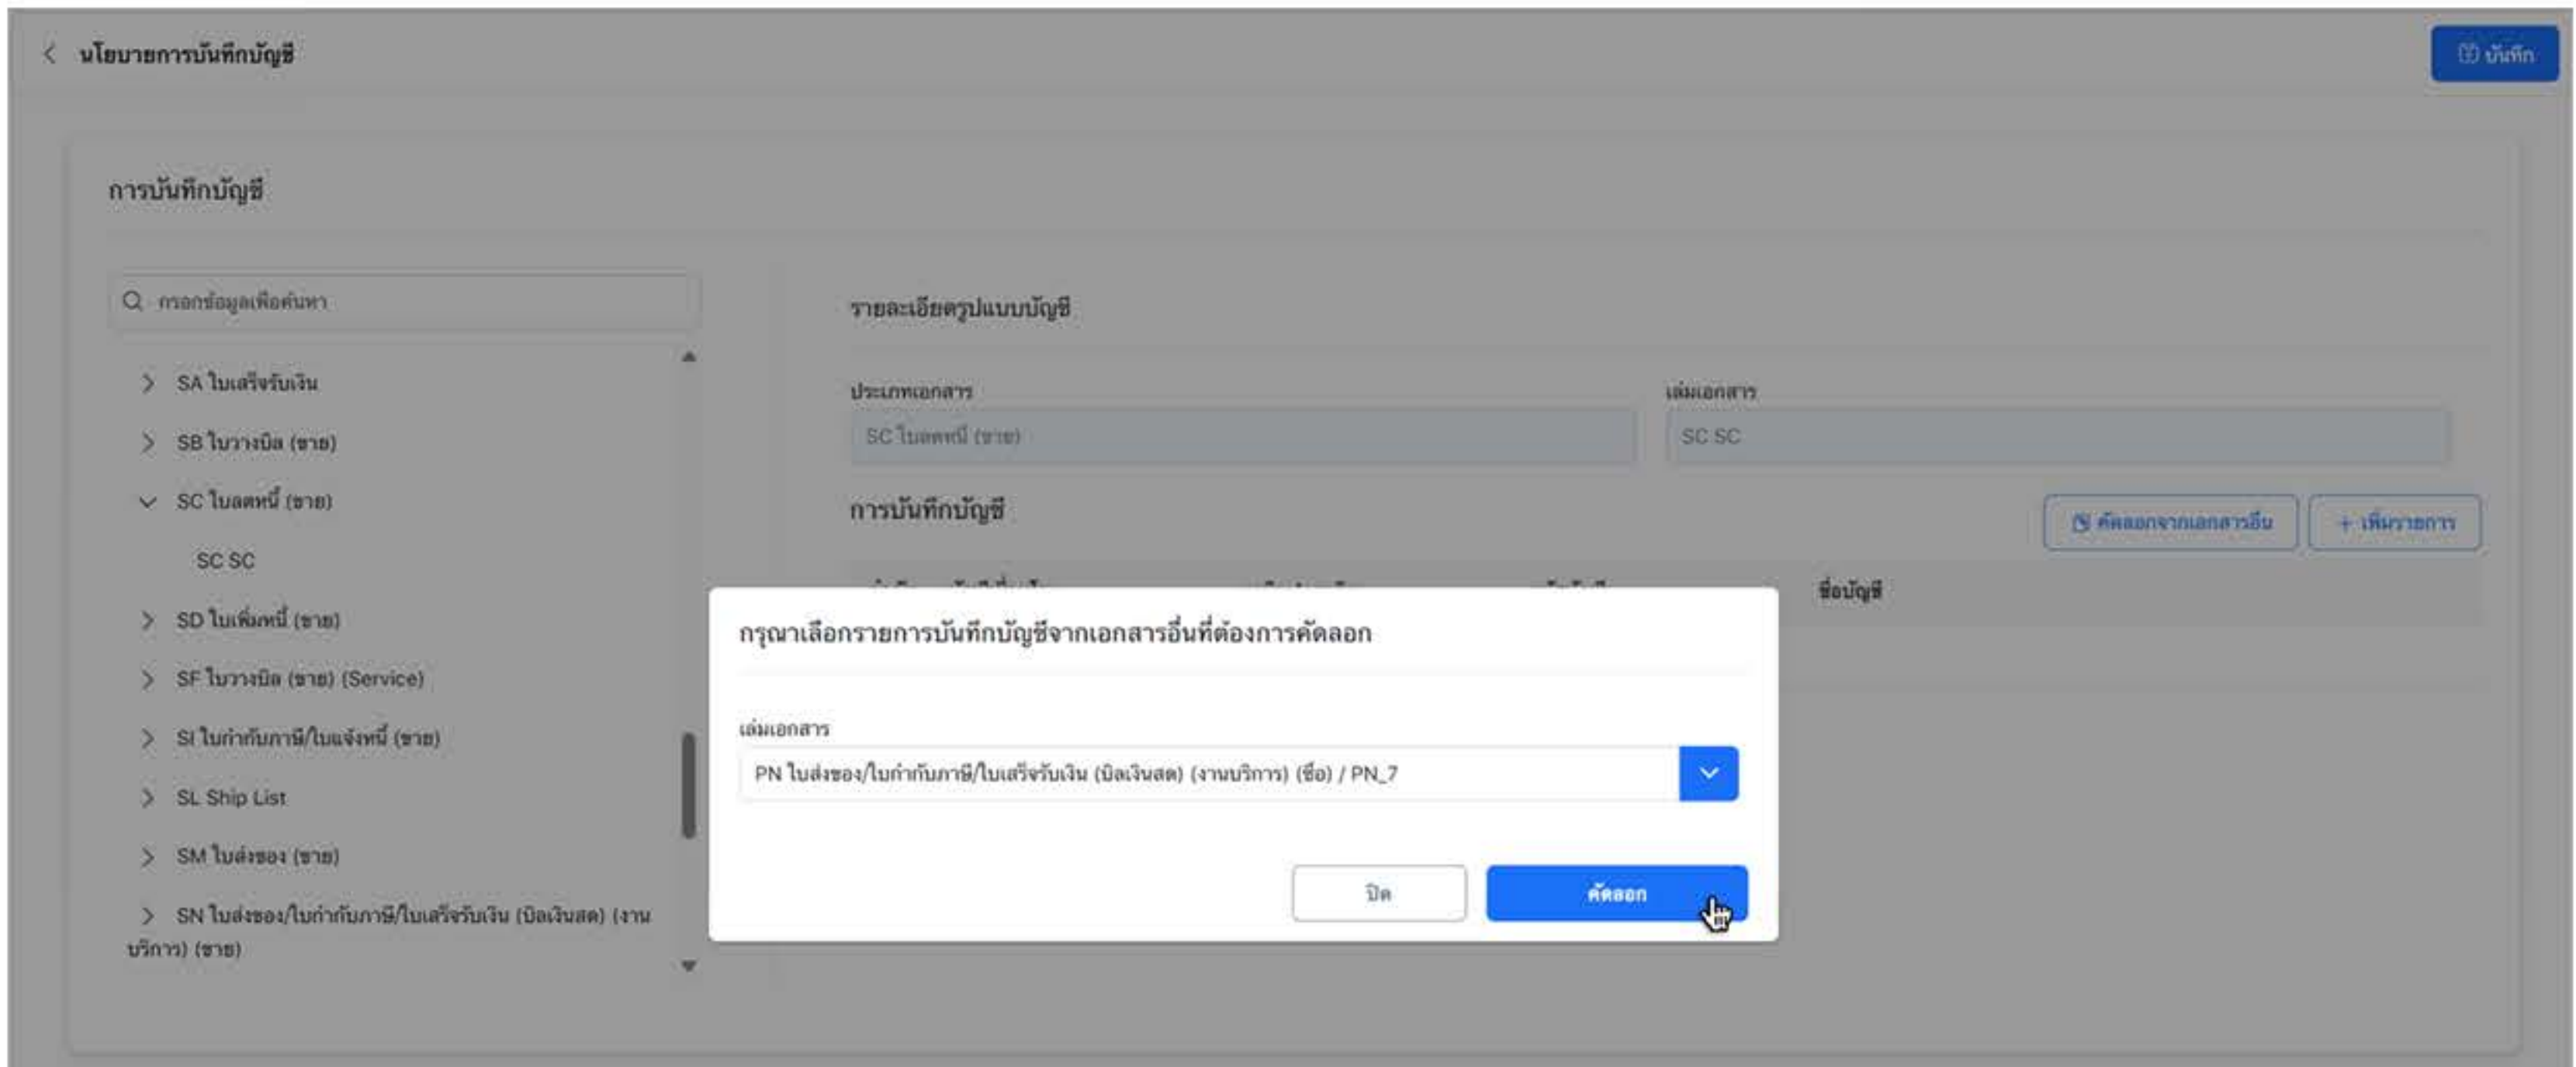 นโยบายการบันทึกบัญชี
บันทึก
การบันทึกบัญชี
กรอกข้อมูลเพื่อค้นหา
SA ใบเสร็จรับเงิน
SB ใบวางบิล (ขาย)
SC ใบลดหนี้ (ขาย)
SC SC
SD ใบเพิ่มหนี้ (ขาย)
SF ใบวางบิล (ขาย) (Service)
SI ใบกำกับภาษี/ใบแจ้งหนี้ (ขาย)
SL Ship List
SM ใบส่งของ (ขาย)
SN ใบส่งของ/ใบกำกับภาษี/ใบเสร็จรับเงิน (บิลเงินสด) (งาน
บริการ) (ขาย)
รายละเอียดรูปแบบบัญชี
ประเภทเอกสาร
เล่มเอกสาร
SC ใบลดหนี้ (ขาย)
SC SC
การบันทึกบัญชี
คัดลอกจากเอกสารอื่น
+ เพิ่มรายการ
ชื่อบัญชี
กรุณาเลือกรายการบันทึกบัญชีจากเอกสารอื่นที่ต้องการคัดลอก
เล่มเอกสาร
PN ใบส่งของ/ใบกำกับภาษี/ใบเสร็จรับเงิน (บิลเงินสด) (งานบริการ) (ซื้อ) / PN_7
ปิด
คัดลอก